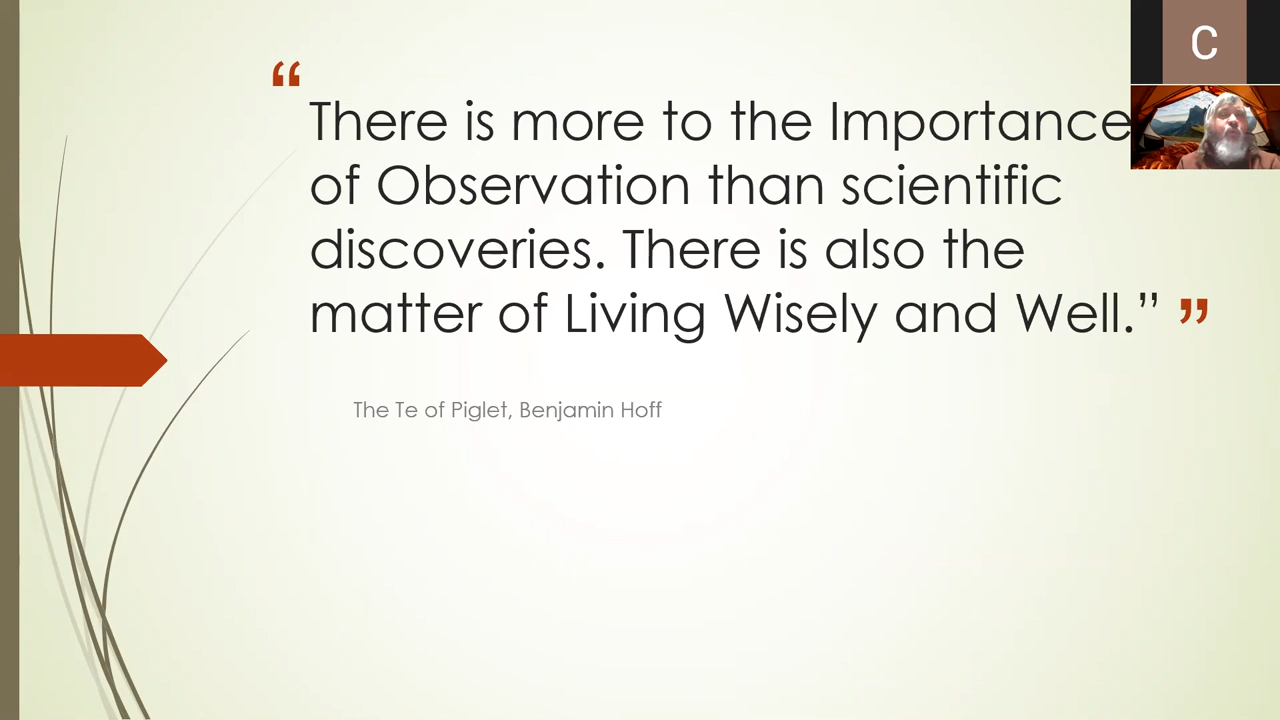 “
There is more to the Importance
of Observation than scientific
discoveries. There is also the
matter of Living Wisely and Well.” ”
The Te of Piglet, Benjamin Hoff
C